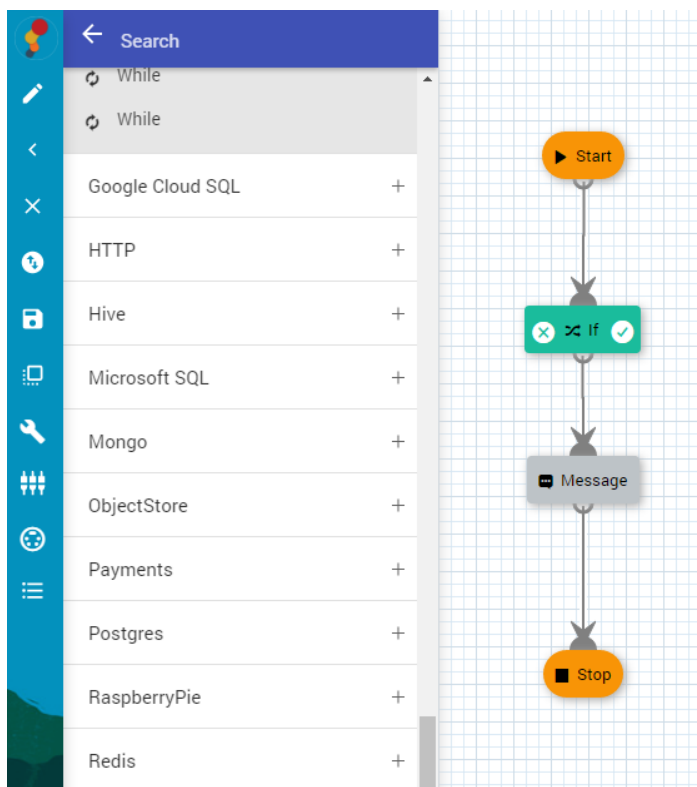 Search
While
While
Google Cloud SQL
HTTP
Hive
Microsoft SQL
Mongo
ObjectStore
Payments
Postgres
RaspberryPie
Redis
Start
If
Message
Stop